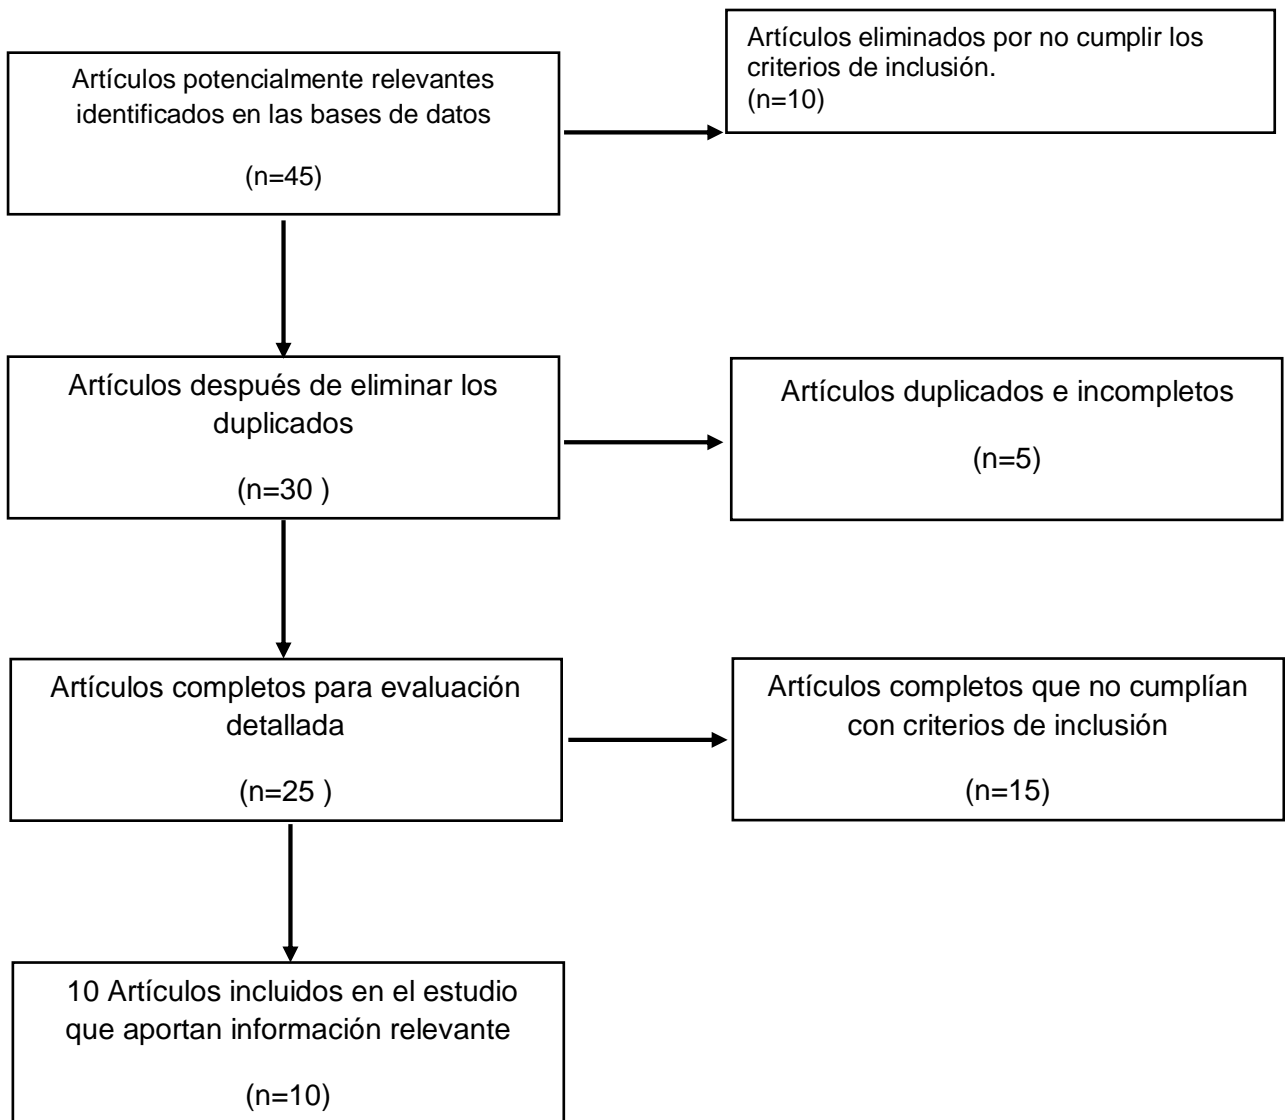 Artículos potencialmente relevantes
identificados en las bases de datos
(n=45)
Artículos eliminados por no cumplir los
criterios de inclusión.
(n=10)
Artículos después de eliminar los
duplicados
(n=30 )
Artículos duplicados e incompletos
(n=5)
Artículos completos para evaluación
detallada
(n=25 )
Artículos completos que no cumplían
con criterios de inclusión
(n=15)
10 Artículos incluidos en el estudio
que aportan información relevante
(n=10)